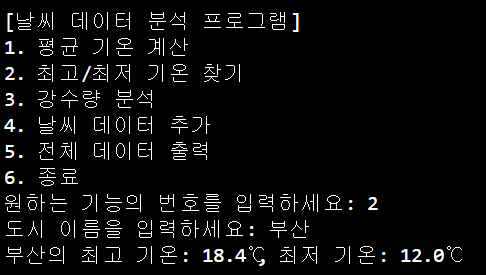 [날씨 데이터 분석 프로그램]
1. 평균 기온 계산
2. 최고/최저 기온 찾기
3. 강수량 분석
4. 날씨 데이터 추가
5. 전체 데이터 출력
6. 종료
원하는 기능의 번호를 입력하세요: 2
도시 이름을 입력하세요: 부산
부산의 최고 기온: 18.4℃, 최저 기온: 12.0℃